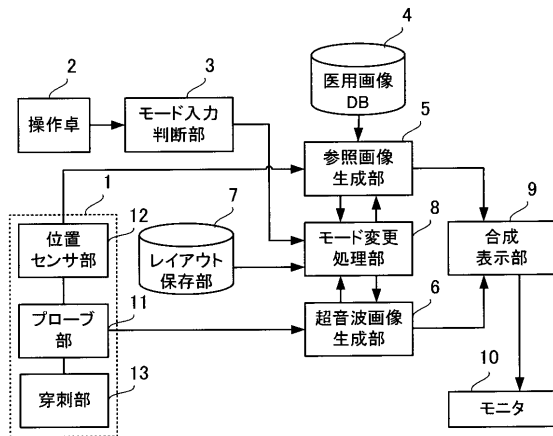 4
2
3
医用画像
DB
5
操作卓
モード入力
判断部
参照画像
生成部
1
12
7
8
9
位置
センサ部
レイアウト
保存部
モード変更
処理部
合成
表示部
11
6
プローブ
部
超音波画像
生成部
13
10
穿刺部
モニタ